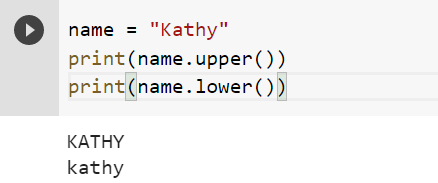 name = "Kathy"
print(name.upper())
print(name.lower())
KATHY
kathy